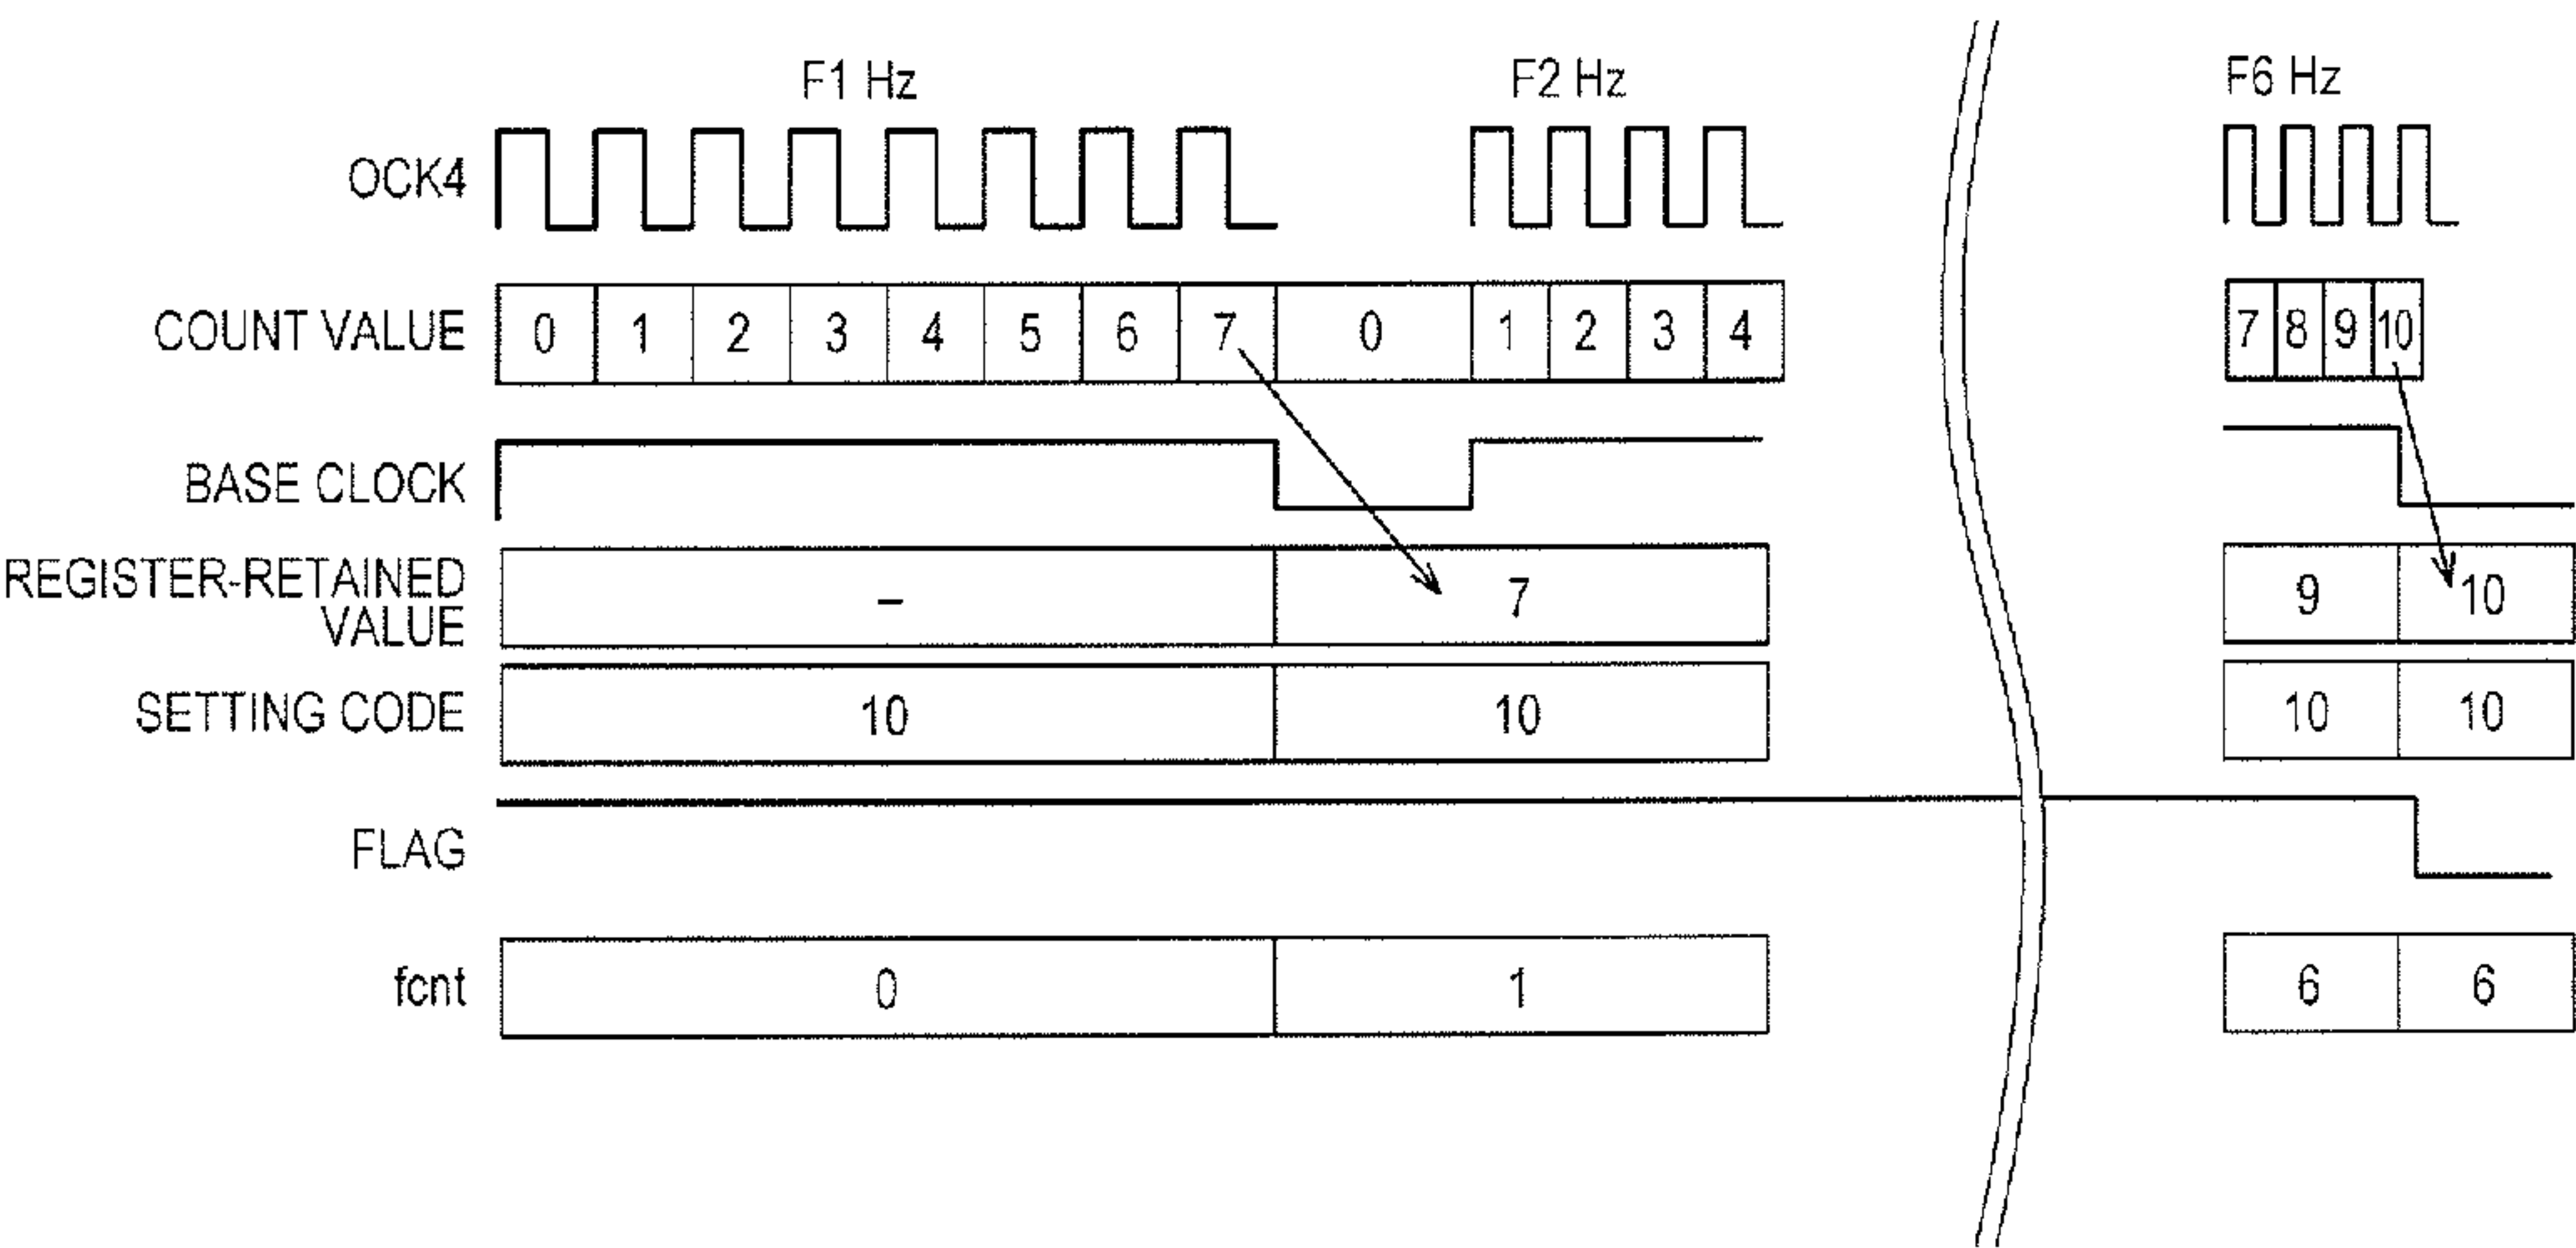 F1 Hz F2 Hz F6 Hz
OCK4
COUNT VALUE 0 1 2 3 4 5 6 7 0 1 2 3 4 7 8 9 10
BASE CLOCK
REGISTER-RETAINED
VALUE – 7 9 10
SETTING CODE 10 10 10 10
FLAG
fcnt 0 1 6 6